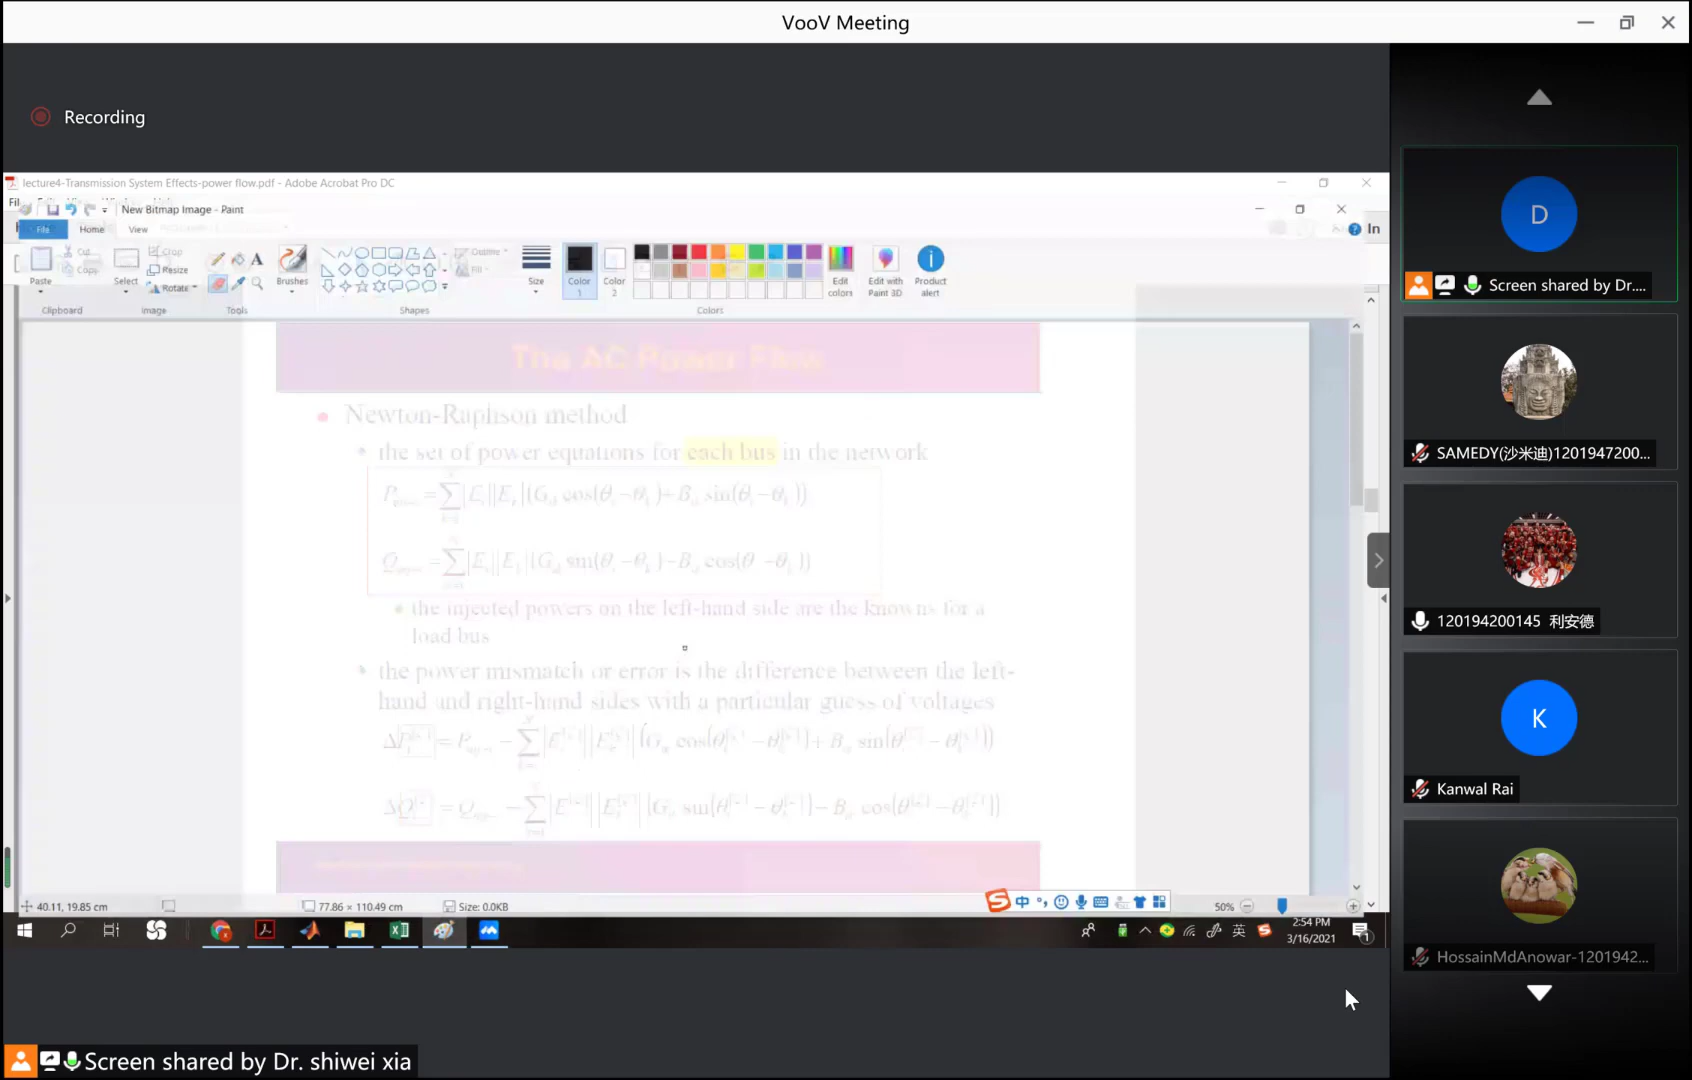 VooV Meeting
Recording
lecture4-Transmission System Effects-power flow.pdf - Adobe Acrobat Pro DC
New Bitmap Image - Paint
File Home View
In
Cut
Copy
Paste
Crop
Resize
Rotate
Select
A
Brushes
Outline
Fill
Size
Color 1
Color 2
Edit colors
Edit with Paint 3D
Product alert
Clipboard Image Tools Shapes Colors
The AC Power Flow
Newton-Raphson method
the set of power equations for each bus in the network
the injected powers on the left-hand side are the knowns for a
load bus
the power mismatch or error is the difference between the left-
hand and right-hand sides with a particular guess of voltages
40.11, 19.85 cm 77.86 × 110.49 cm Size: 0.0KB 中 50%
英 2:54 PM
3/16/2021
Screen shared by Dr. shiwei xia
D
Screen shared by Dr....
SAMEDY(沙米迪)1201947200...
120194200145 利安德
K
Kanwal Rai
HossainMdAnowar-1201942...